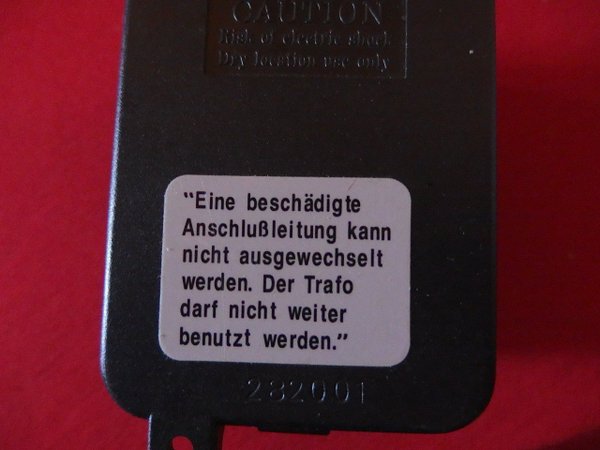 CAUTION
Risk of electric shock
Dry location use only
"Eine beschädigte
Anschlußleitung kann
nicht ausgewechselt
werden. Der Trafo
darf nicht weiter
benutzt werden."
282001